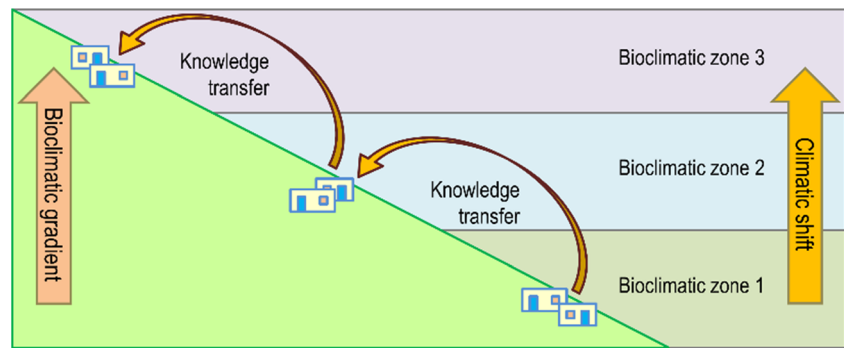 Bioclimatic zone 3
Knowledge
transfer
Bioclimatic gradient
Bioclimatic zone 2
Knowledge
transfer
Climatic shift
Bioclimatic zone 1